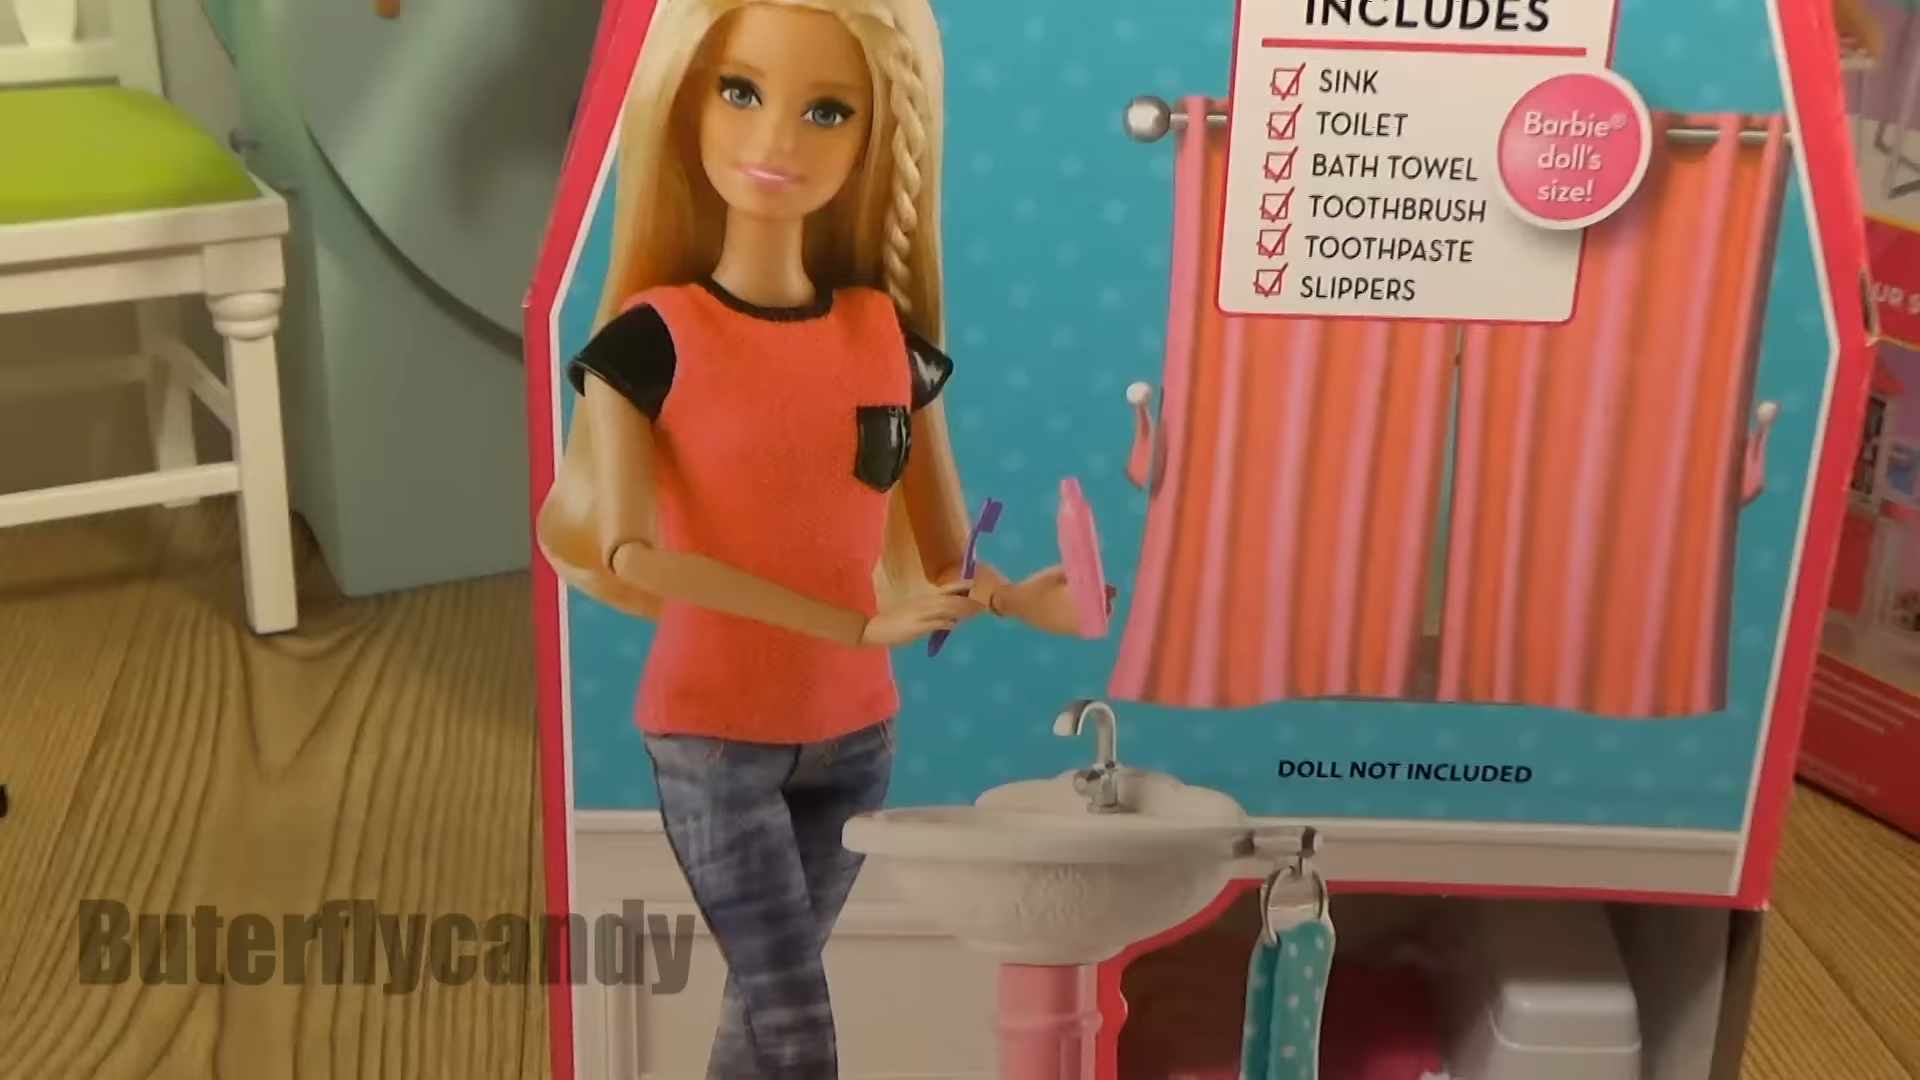 INCLUDES
SINK
TOILET
BATH TOWEL
TOOTHBRUSH
TOOTHPASTE
SLIPPERS
Barbie®
doll's
size!
DOLL NOT INCLUDED
Buterflycandy